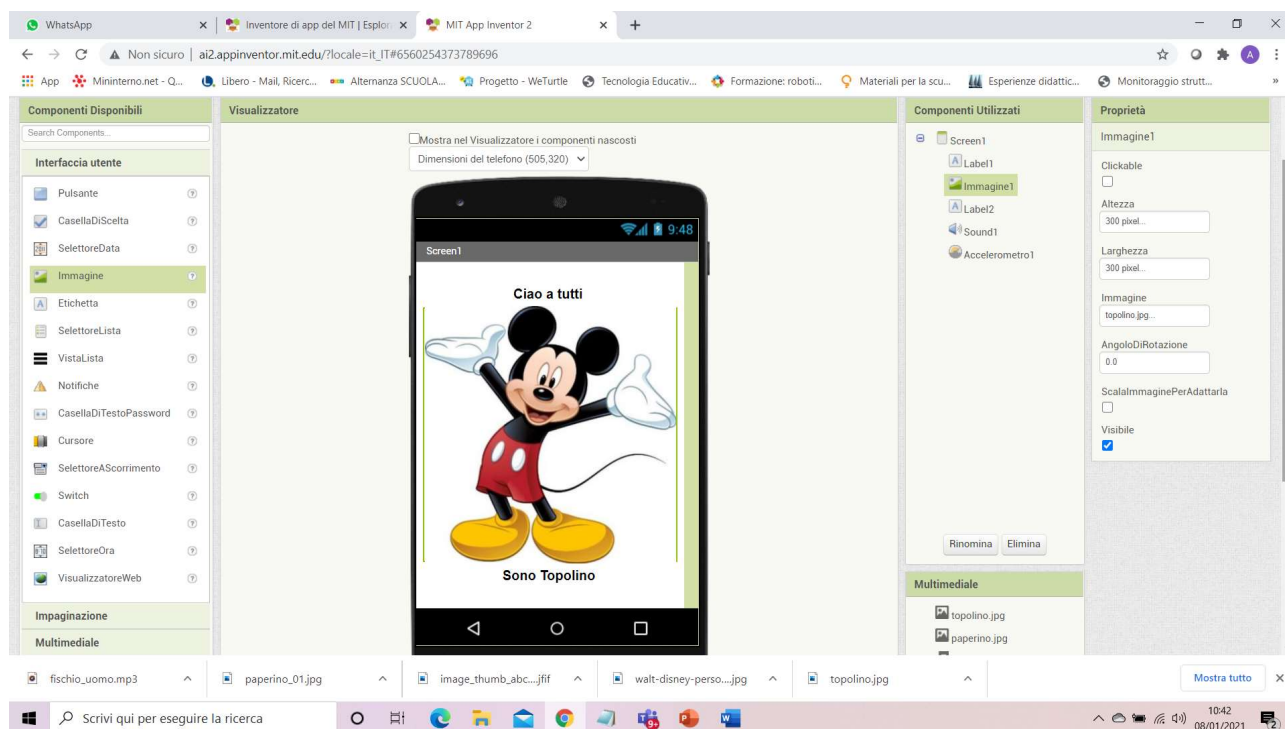 WhatsApp
Inventore di app del MIT | Esplor
MIT App Inventor 2
Non sicuro | ai2.appinventor.mit.edu/?locale=it_IT#6560254373789696
A
App
Mininterno.net - Q...
Libero - Mail, Ricerc...
Alternanza SCUOLA...
Progetto - WeTurtle
Tecnologia Educativ...
Formazione: roboti...
Materiali per la scu...
Esperienze didattic...
Monitoraggio strutt...
»
Componenti Disponibili
Search Components...
Interfaccia utente
Pulsante
CasellaDiScelta
SelettoreData
Immagine
Etichetta
SelettoreLista
VistaLista
Notifiche
CasellaDiTestoPassword
Cursore
SelettoreAScorrimento
Switch
CasellaDiTesto
SelettoreOra
VisualizzatoreWeb
Impaginazione
Multimediale
Visualizzatore
Mostra nel Visualizzatore i componenti nascosti
Dimensioni del telefono (505,320)
9:48
Screen1
Ciao a tutti
Sono Topolino
Componenti Utilizzati
Screen1
Label1
Immagine1
Label2
Sound1
Accelerometro1
Rinomina Elimina
Multimediale
topolino.jpg
paperino.jpg
Proprietà
Immagine1
Clickable
Altezza
300 pixel...
Larghezza
300 pixel...
Immagine
topolino.jpg...
AngoloDiRotazione
0.0
ScalaImmaginePerAdattarla
Visibile
fischio_uomo.mp3
paperino_01.jpg
image_thumb_abc....jfif
walt-disney-perso....jpg
topolino.jpg
Mostra tutto
Scrivi qui per eseguire la ricerca
9+
10:42
08/01/2021
2